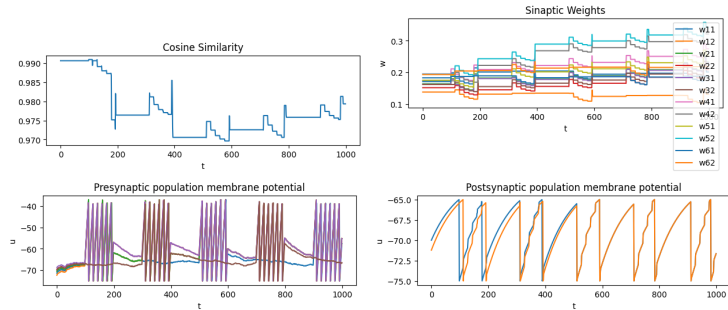 Cosine Similarity
0.990
0.985
0.980
0.975
0.970
0
200
400
600
800
1000
t
Sinaptic Weights
w
0.3
0.2
0.1
0
200
400
600
800
t
w11
w12
w21
w22
w31
w32
w41
w42
w51
w52
w61
w62
Presynaptic population membrane potential
u
−40
−50
−60
−70
0
200
400
600
800
1000
t
Postsynaptic population membrane potential
u
−65.0
−67.5
−70.0
−72.5
−75.0
0
200
400
600
800
1000
t